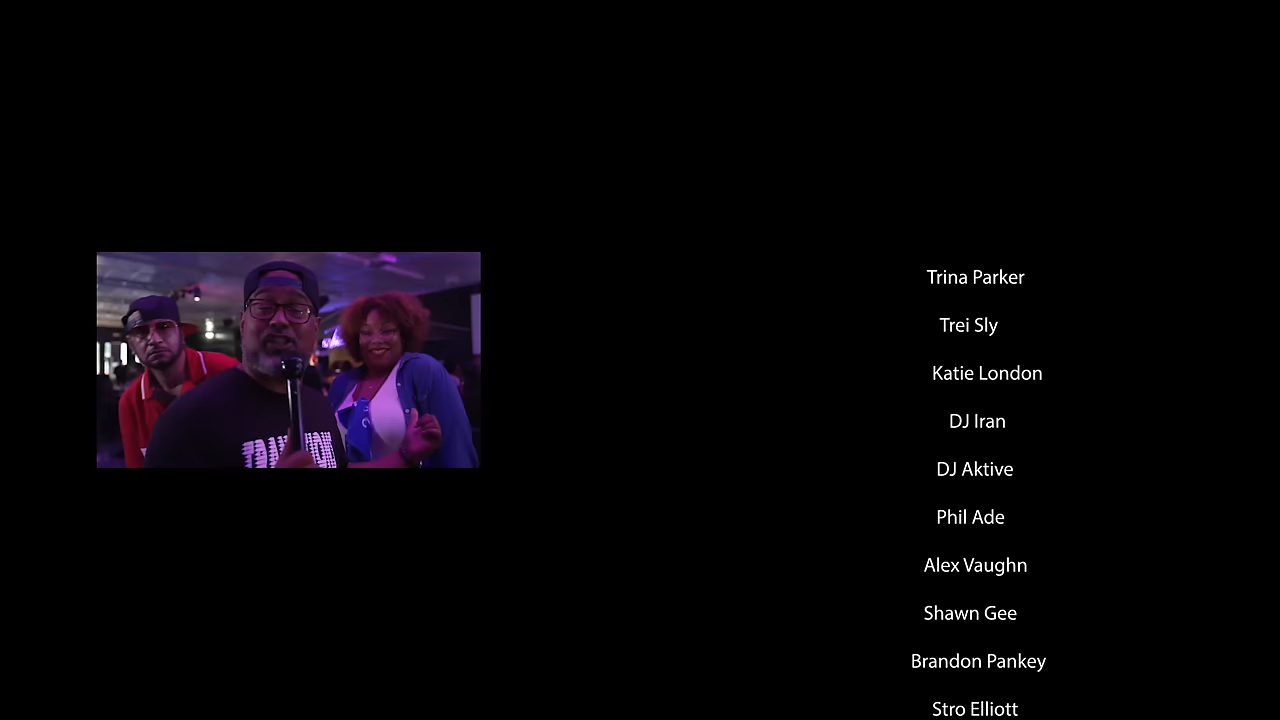 Trina Parker
Trei Sly
Katie London
DJ Iran
DJ Aktive
Phil Ade
Alex Vaughn
Shawn Gee
Brandon Pankey
Stro Elliott